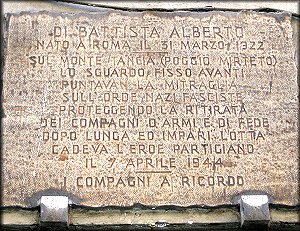 DI BATTISTA ALBERTO
NATO A ROMA IL 31 MARZO 1922
SUL MONTE TANCIA (POGGIO MIRTETO)
LO SGUARDO FISSO AVANTI
PUNTAVAN LA MITRAGLIA
SULL'ORDE NAZIFASCISTE
PROTEGGENDO LA RITIRATA
DEI COMPAGNI D'ARMI E DI FEDE
DOPO LUNGA ED IMPARI LOTTA
CADEVA L'EROE PARTIGIANO
IL 7 APRILE 1944
I COMPAGNI A RICORDO